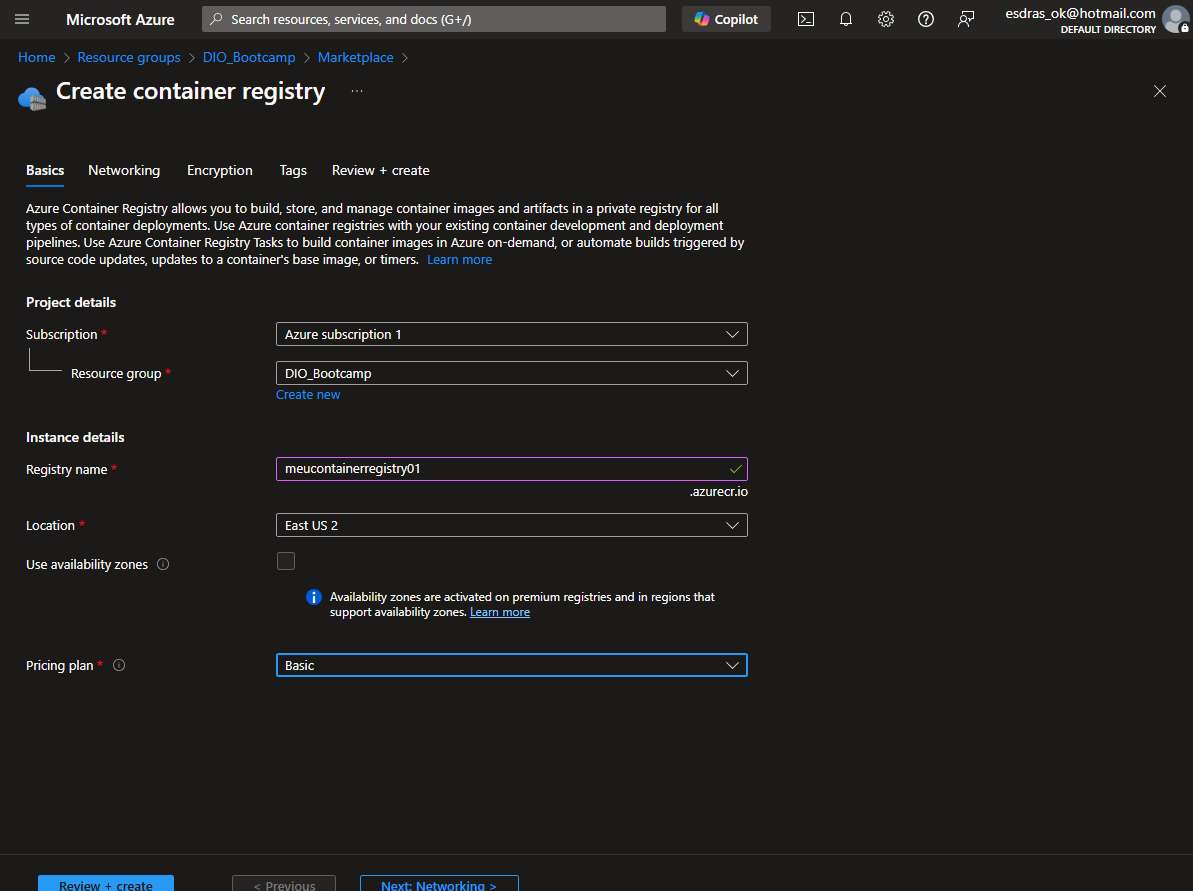 Microsoft Azure
Search resources, services, and docs (G+/)
Copilot
esdras_ok@hotmail.com
DEFAULT DIRECTORY
Home > Resource groups > DIO_Bootcamp > Marketplace >
Create container registry ...
Basics Networking Encryption Tags Review + create
Azure Container Registry allows you to build, store, and manage container images and artifacts in a private registry for all
types of container deployments. Use Azure container registries with your existing container development and deployment
pipelines. Use Azure Container Registry Tasks to build container images in Azure on-demand, or automate builds triggered by
source code updates, updates to a container's base image, or timers. Learn more
Project details
Subscription * Azure subscription 1
Resource group * DIO_Bootcamp
Create new
Instance details
Registry name * meucontainerregistry01
.azurecr.io
Location * East US 2
Use availability zones
Availability zones are activated on premium registries and in regions that
support availability zones. Learn more
Pricing plan * Basic
Review + create < Previous Next: Networking >